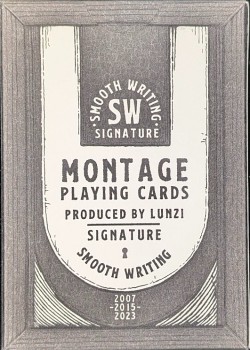 SMOOTH WRITING
SW
SIGNATURE
MONTAGE
PLAYING CARDS
PRODUCED BY LUNZI
SIGNATURE
SMOOTH WRITING
2007
-2015-
2023